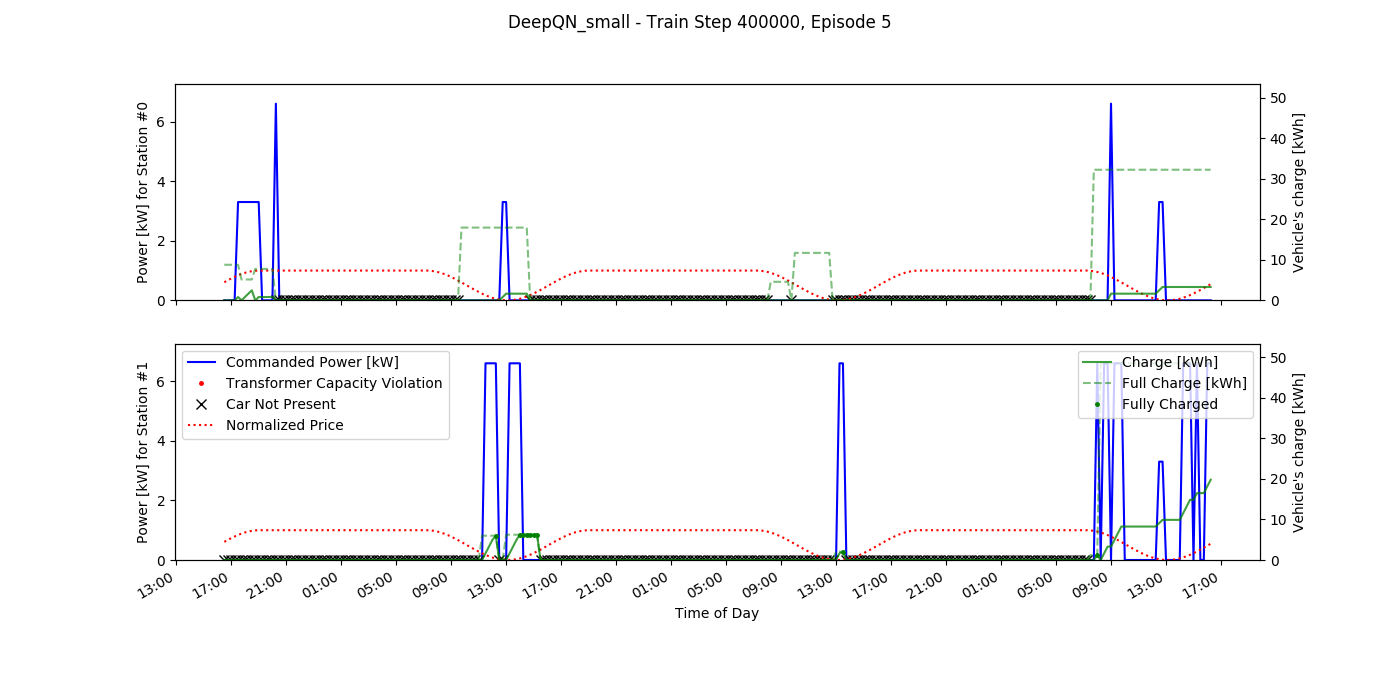 DeepQN_small - Train Step 400000, Episode 5
Power [kW] for Station #0
6
4
2
0
50
40
30
20
10
0
Vehicle's charge [kWh]
Power [kW] for Station #1
6
4
2
0
Commanded Power [kW]
Transformer Capacity Violation
Car Not Present
Normalized Price
Charge [kWh]
Full Charge [kWh]
Fully Charged
50
40
30
20
10
0
Vehicle's charge [kWh]
13:00 17:00 21:00 01:00 05:00 09:00 13:00 17:00 21:00 01:00 05:00 09:00 13:00 17:00 21:00 01:00 05:00 09:00 13:00 17:00
Time of Day